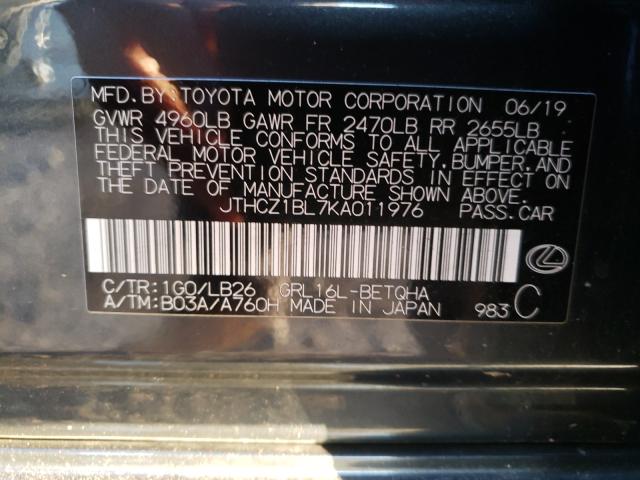 MFD. BY: TOYOTA MOTOR CORPORATION 06/19
GVWR 4960LB GAWR FR 2470LB RR 2655LB
THIS VEHICLE CONFORMS TO ALL APPLICABLE
FEDERAL MOTOR VEHICLE SAFETY, BUMPER, AND
THEFT PREVENTION STANDARDS IN EFFECT ON
THE DATE OF MANUFACTURE SHOWN ABOVE.
JTHCZ1BL7KA011976 PASS. CAR
C/TR: 1G0/LB26 GRL16L-BETQHA
A/TM: B03A/A760H MADE IN JAPAN 983 C